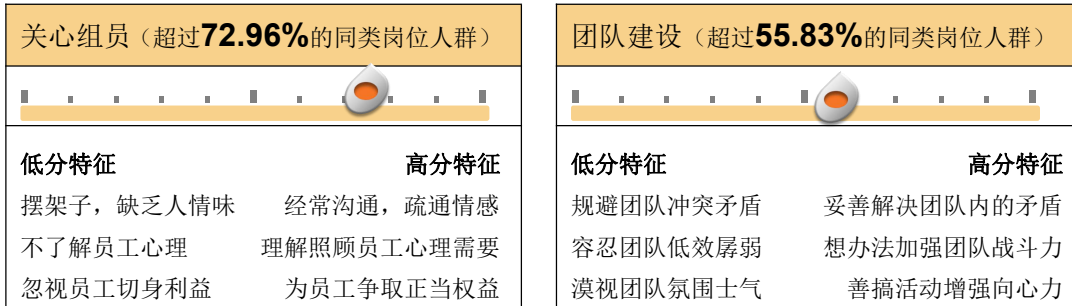 关心组员（超过72.96%的同类岗位人群）
低分特征 高分特征
摆架子，缺乏人情味 经常沟通，疏通情感
不了解员工心理 理解照顾员工心理需要
忽视员工切身利益 为员工争取正当权益
团队建设（超过55.83%的同类岗位人群）
低分特征 高分特征
规避团队冲突矛盾 妥善解决团队内的矛盾
容忍团队低效孱弱 想办法加强团队战斗力
漠视团队氛围士气 善搞活动增强向心力